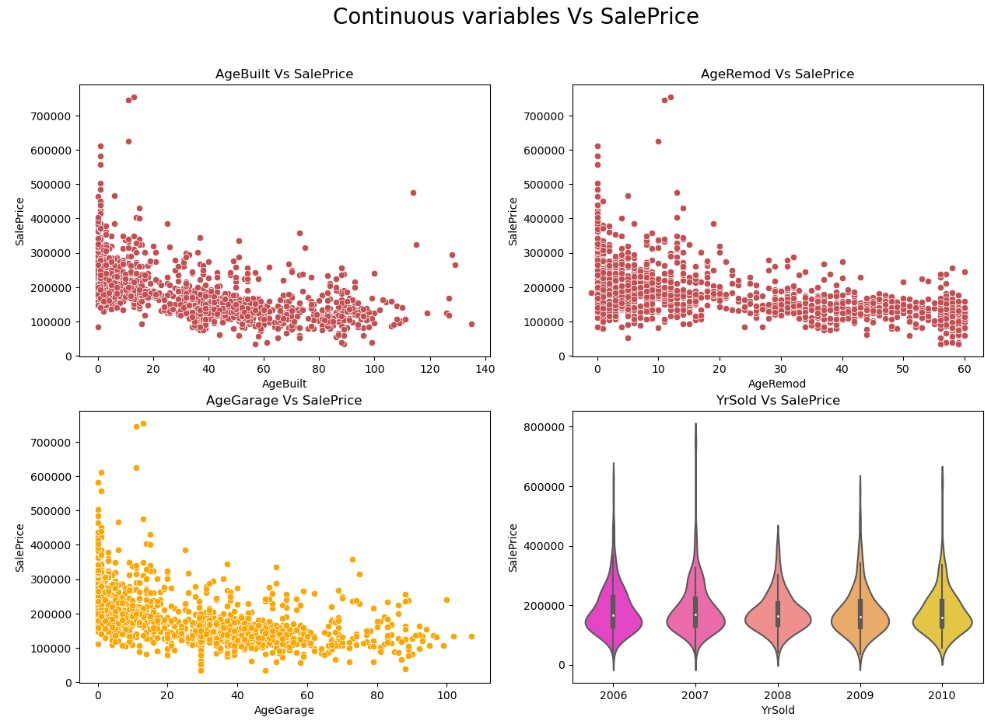 Continuous variables Vs SalePrice
AgeBuilt Vs SalePrice
SalePrice
700000
600000
500000
400000
300000
200000
100000
0
0 20 40 60 80 100 120 140
AgeBuilt
AgeRemod Vs SalePrice
SalePrice
700000
600000
500000
400000
300000
200000
100000
0
0 10 20 30 40 50 60
AgeRemod
AgeGarage Vs SalePrice
SalePrice
700000
600000
500000
400000
300000
200000
100000
0
0 20 40 60 80 100
AgeGarage
YrSold Vs SalePrice
SalePrice
800000
600000
400000
200000
0
2006 2007 2008 2009 2010
YrSold